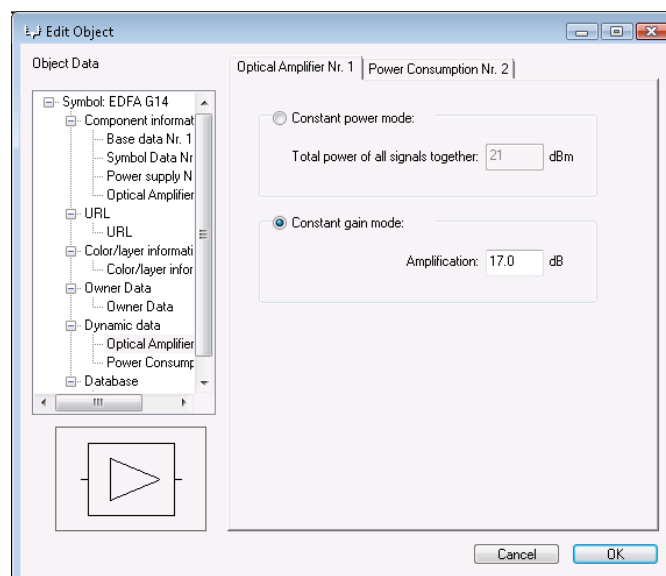 Edit Object
Object Data
Symbol: EDFA G14
Component informat
Base data Nr. 1
Symbol Data Nr
Power supply N
Optical Amplifier
URL
URL
Color/layer informati
Color/layer infor
Owner Data
Owner Data
Dynamic data
Optical Amplifier
Power Consump
Database
Optical Amplifier Nr. 1 Power Consumption Nr. 2
Constant power mode:
Total power of all signals together: 21 dBm
Constant gain mode:
Amplification: 17.0 dB
Cancel OK